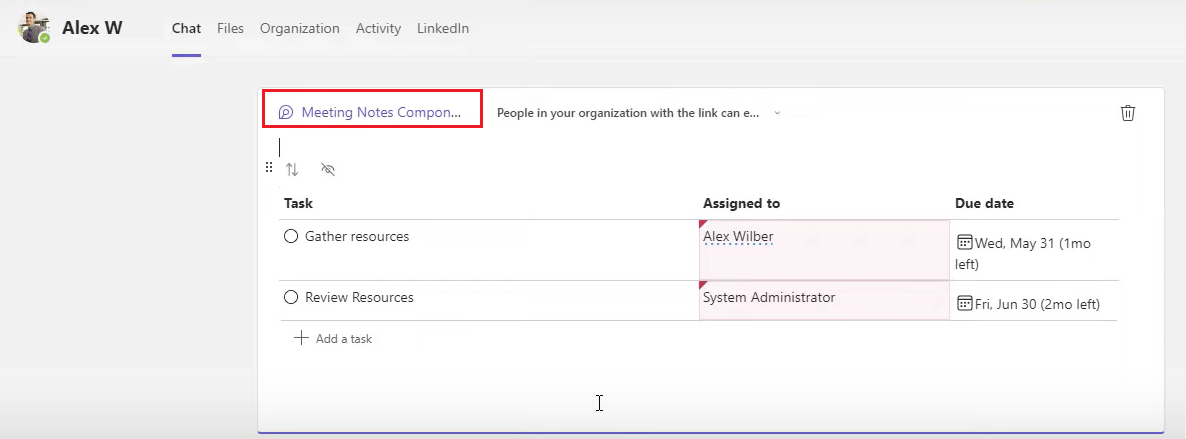 Alex W Chat Files Organization Activity LinkedIn
Meeting Notes Compon... People in your organization with the link can e...
Task Assigned to Due date
Gather resources Alex Wilber Wed, May 31 (1mo
left)
Review Resources System Administrator Fri, Jun 30 (2mo left)
Add a task